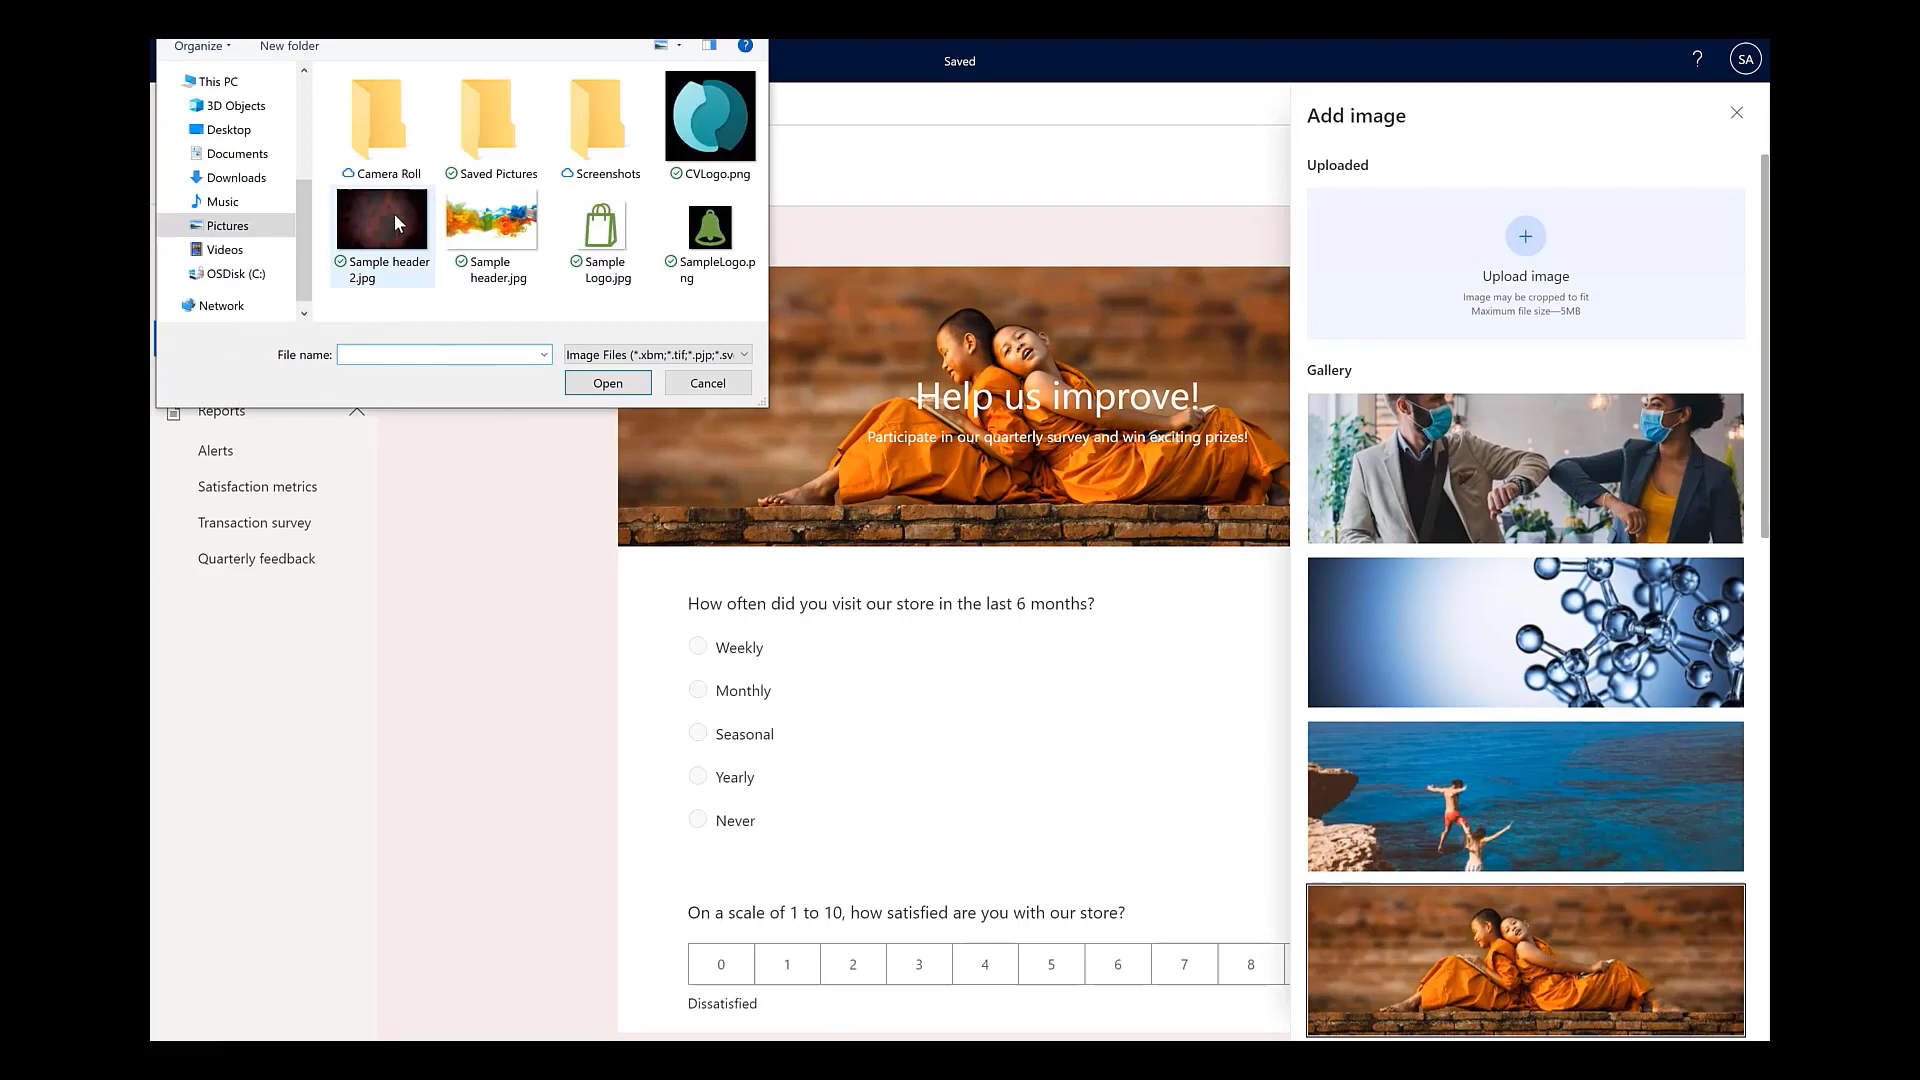 Organize
New folder
?
Saved
?
SA
This PC
3D Objects
Desktop
Documents
Downloads
Music
Pictures
Videos
OSDisk (C:)
Network
Camera Roll
Saved Pictures
Screenshots
CVLogo.png
Sample header
2.jpg
Sample
header.jpg
Sample
Logo.jpg
SampleLogo.p
ng
File name:
Image Files (*.xbm;*.tif;*.pjp;*.sv
Open
Cancel
Reports
Alerts
Satisfaction metrics
Transaction survey
Quarterly feedback
Help us improve!
Participate in our quarterly survey and win exciting prizes!
How often did you visit our store in the last 6 months?
Weekly
Monthly
Seasonal
Yearly
Never
On a scale of 1 to 10, how satisfied are you with our store?
0 1 2 3 4 5 6 7 8
Dissatisfied
Add image
Uploaded
Upload image
Image may be cropped to fit
Maximum file size—5MB
Gallery